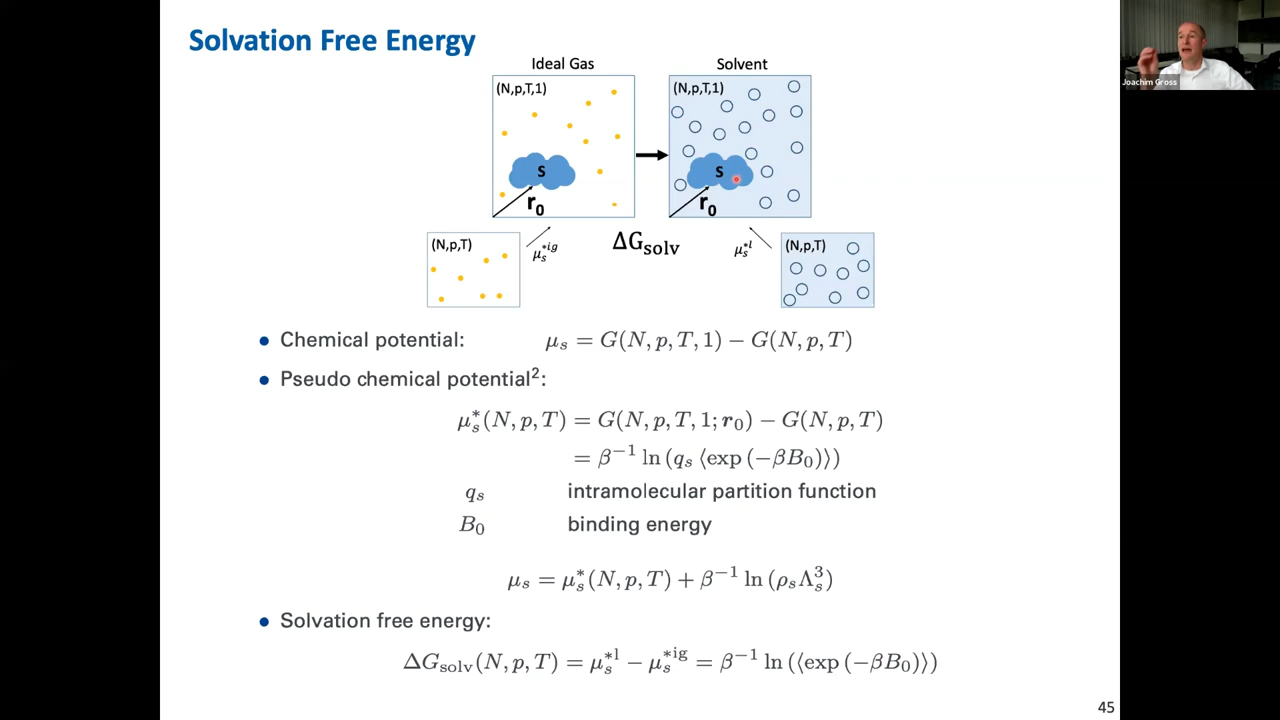 Solvation Free Energy
Ideal Gas
Solvent
(N,p,T,1)
(N,p,T,1)
s
s
r₀
r₀
μₛ*ⁱᵍ
ΔGsolv
μₛ*ˡ
(N,p,T)
(N,p,T)
• Chemical potential: μₛ = G(N, p, T, 1) − G(N, p, T)
• Pseudo chemical potential²:
μₛ*(N, p, T) = G(N, p, T, 1; r₀) − G(N, p, T)
= β⁻¹ ln (qₛ ⟨exp (−βB₀)⟩)
qₛ intramolecular partition function
B₀ binding energy
μₛ = μₛ*(N, p, T) + β⁻¹ ln (ρₛΛₛ³)
• Solvation free energy:
ΔGsolv(N, p, T) = μₛ*ˡ − μₛ*ⁱᵍ = β⁻¹ ln (⟨exp (−βB₀)⟩)
45
Joachim Gross